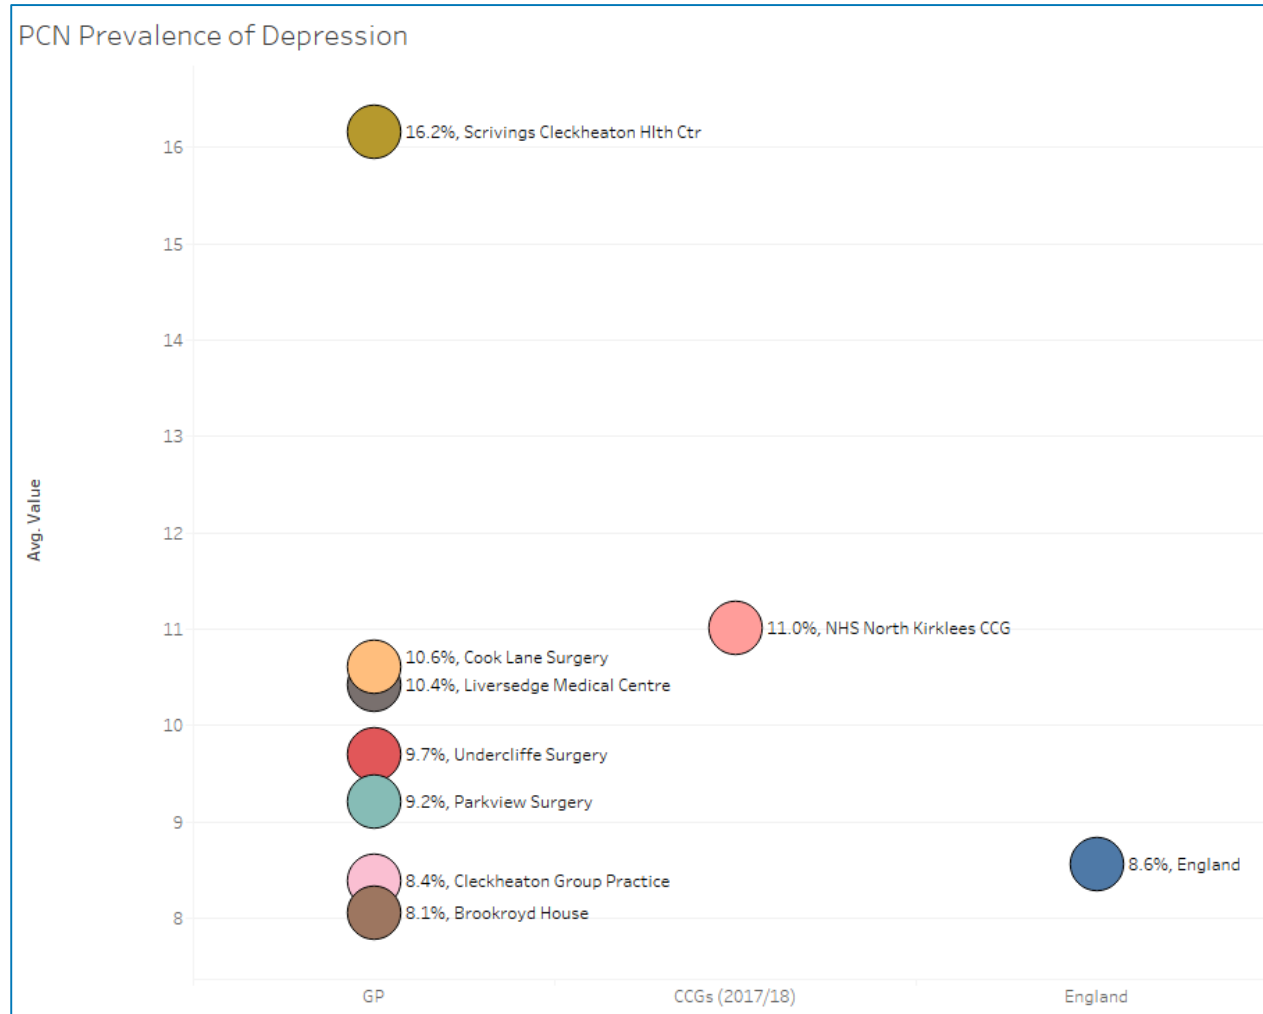 PCN Prevalence of Depression
Avg. Value
16
15
14
13
12
11
10
9
8
16.2%, Scrivings Cleckheaton Hlth Ctr
11.0%, NHS North Kirklees CCG
10.6%, Cook Lane Surgery
10.4%, Liversedge Medical Centre
9.7%, Undercliffe Surgery
9.2%, Parkview Surgery
8.6%, England
8.4%, Cleckheaton Group Practice
8.1%, Brookroyd House
GP
CCGs (2017/18)
England